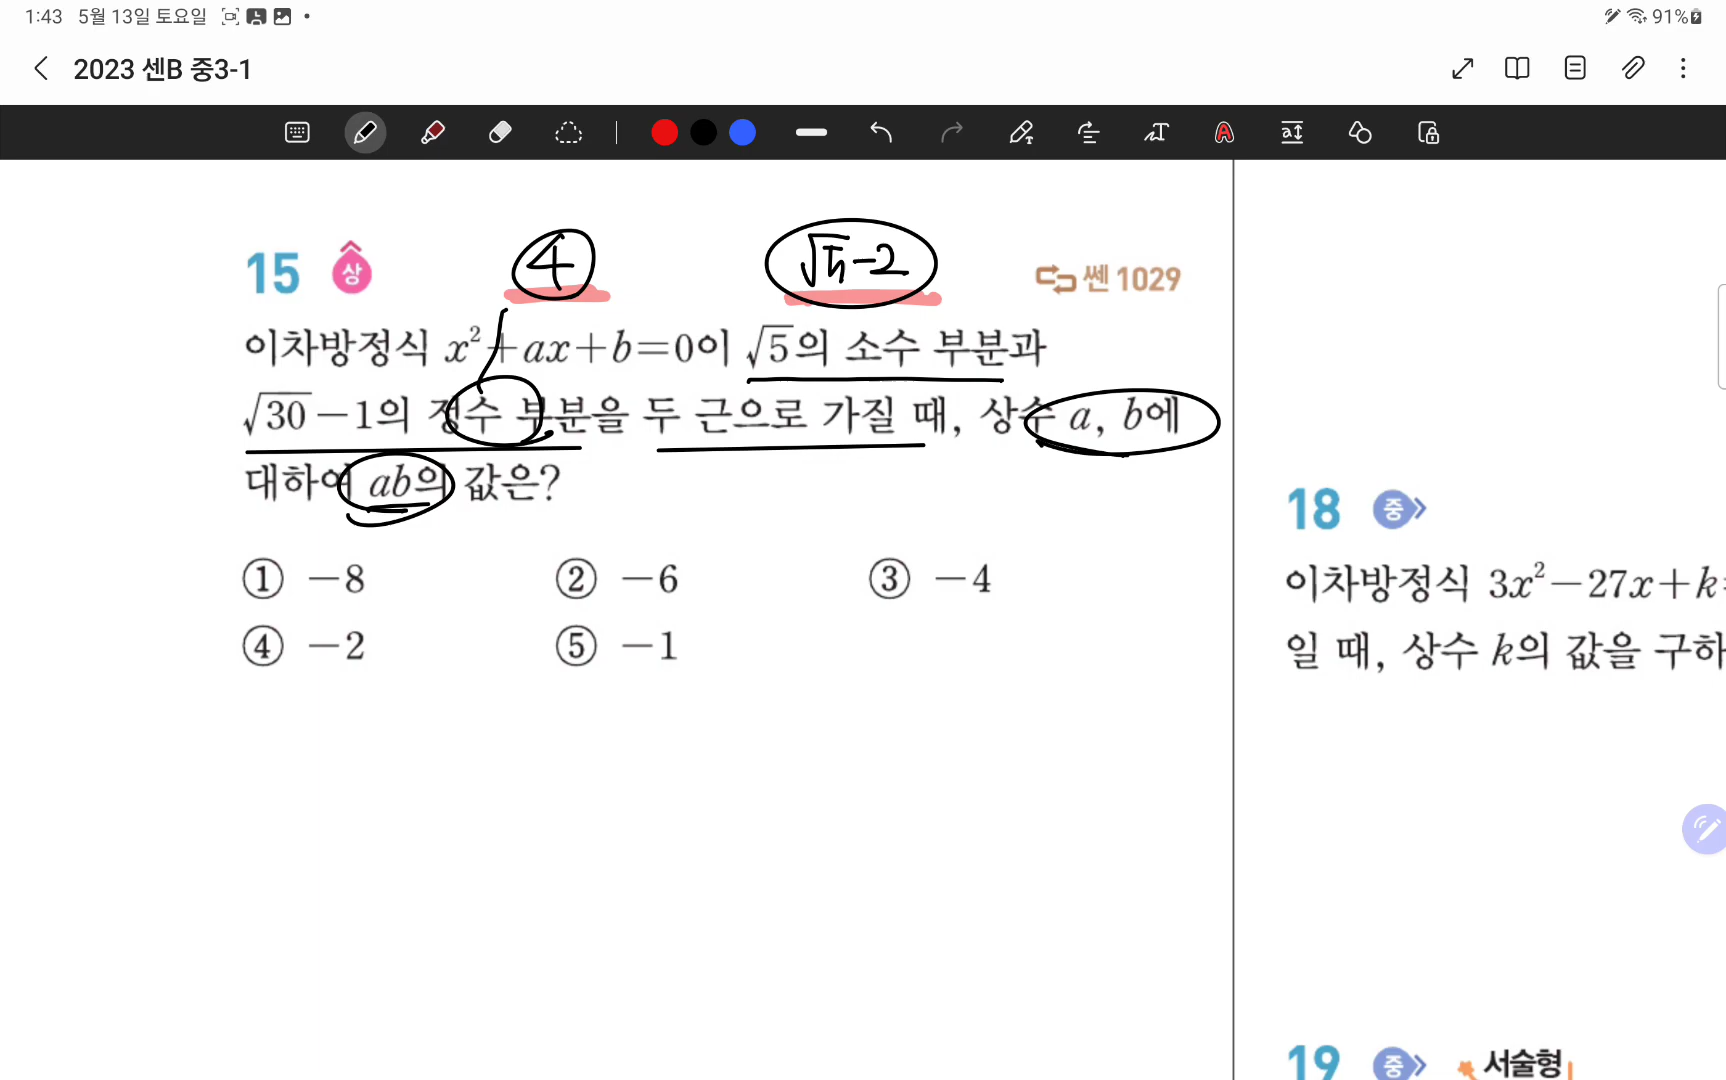 1:43 5월 13일 토요일
91%
2023 센B 중3-1
15 상
4
√5-2
쎈 1029
이차방정식 x²+ax+b=0이 √5의 소수 부분과
√30-1의 정수 부분을 두 근으로 가질 때, 상수 a, b에
대하여 ab의 값은?
① -8 ② -6 ③ -4
④ -2 ⑤ -1
18 중
이차방정식 3x²-27x+k
일 때, 상수 k의 값을 구하
19 중 서술형